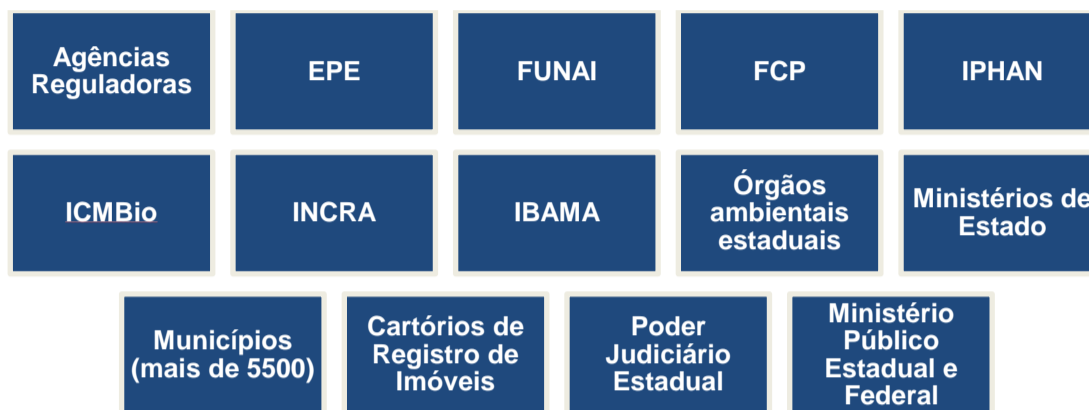 Agências
Reguladoras
EPE
FUNAI
FCP
IPHAN
ICMBio
INCRA
IBAMA
Órgãos
ambientais
estaduais
Ministérios de
Estado
Municípios
(mais de 5500)
Cartórios de
Registro de
Imóveis
Poder
Judiciário
Estadual
Ministério
Público
Estadual e
Federal